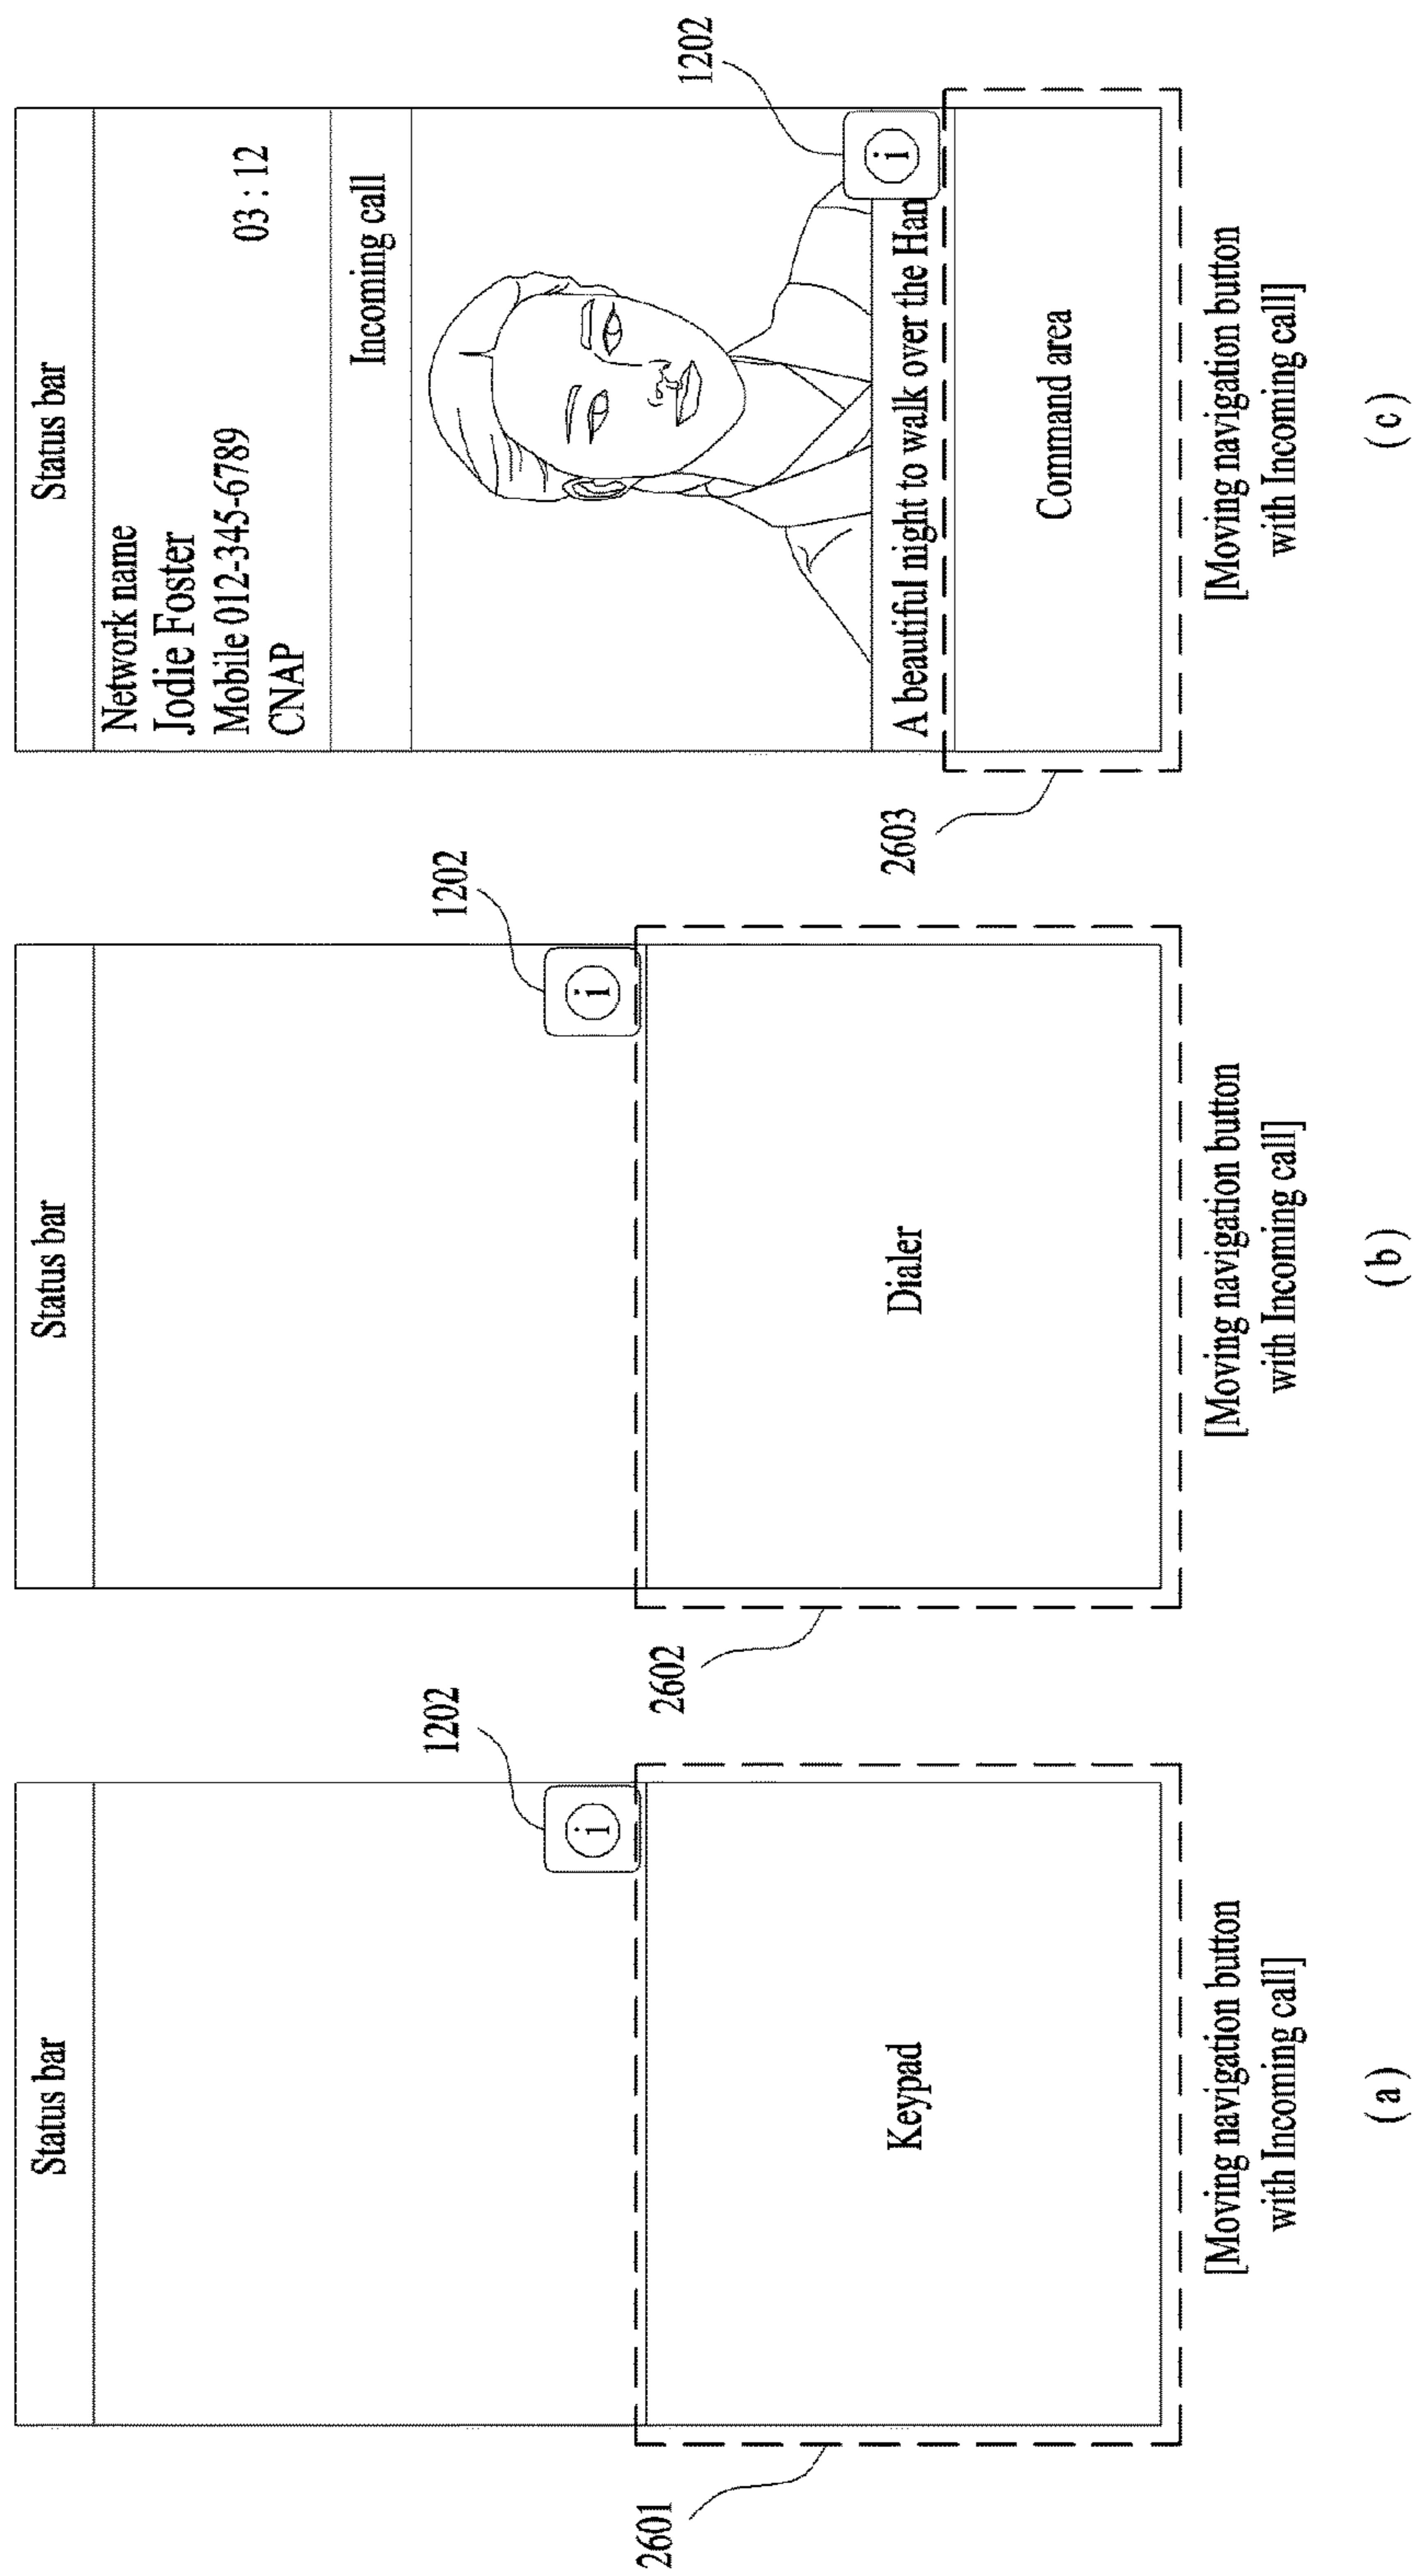 Status bar
1202
i
Keypad
2601
[Moving navigation button
with Incoming call]
( a )
Status bar
1202
i
Dialer
2602
[Moving navigation button
with Incoming call]
( b )
Status bar
Network name
Jodie Foster
Mobile 012-345-6789
CNAP 03 : 12
Incoming call
1202
i
A beautiful night to walk over the Han
Command area
2603
[Moving navigation button
with Incoming call]
( c )